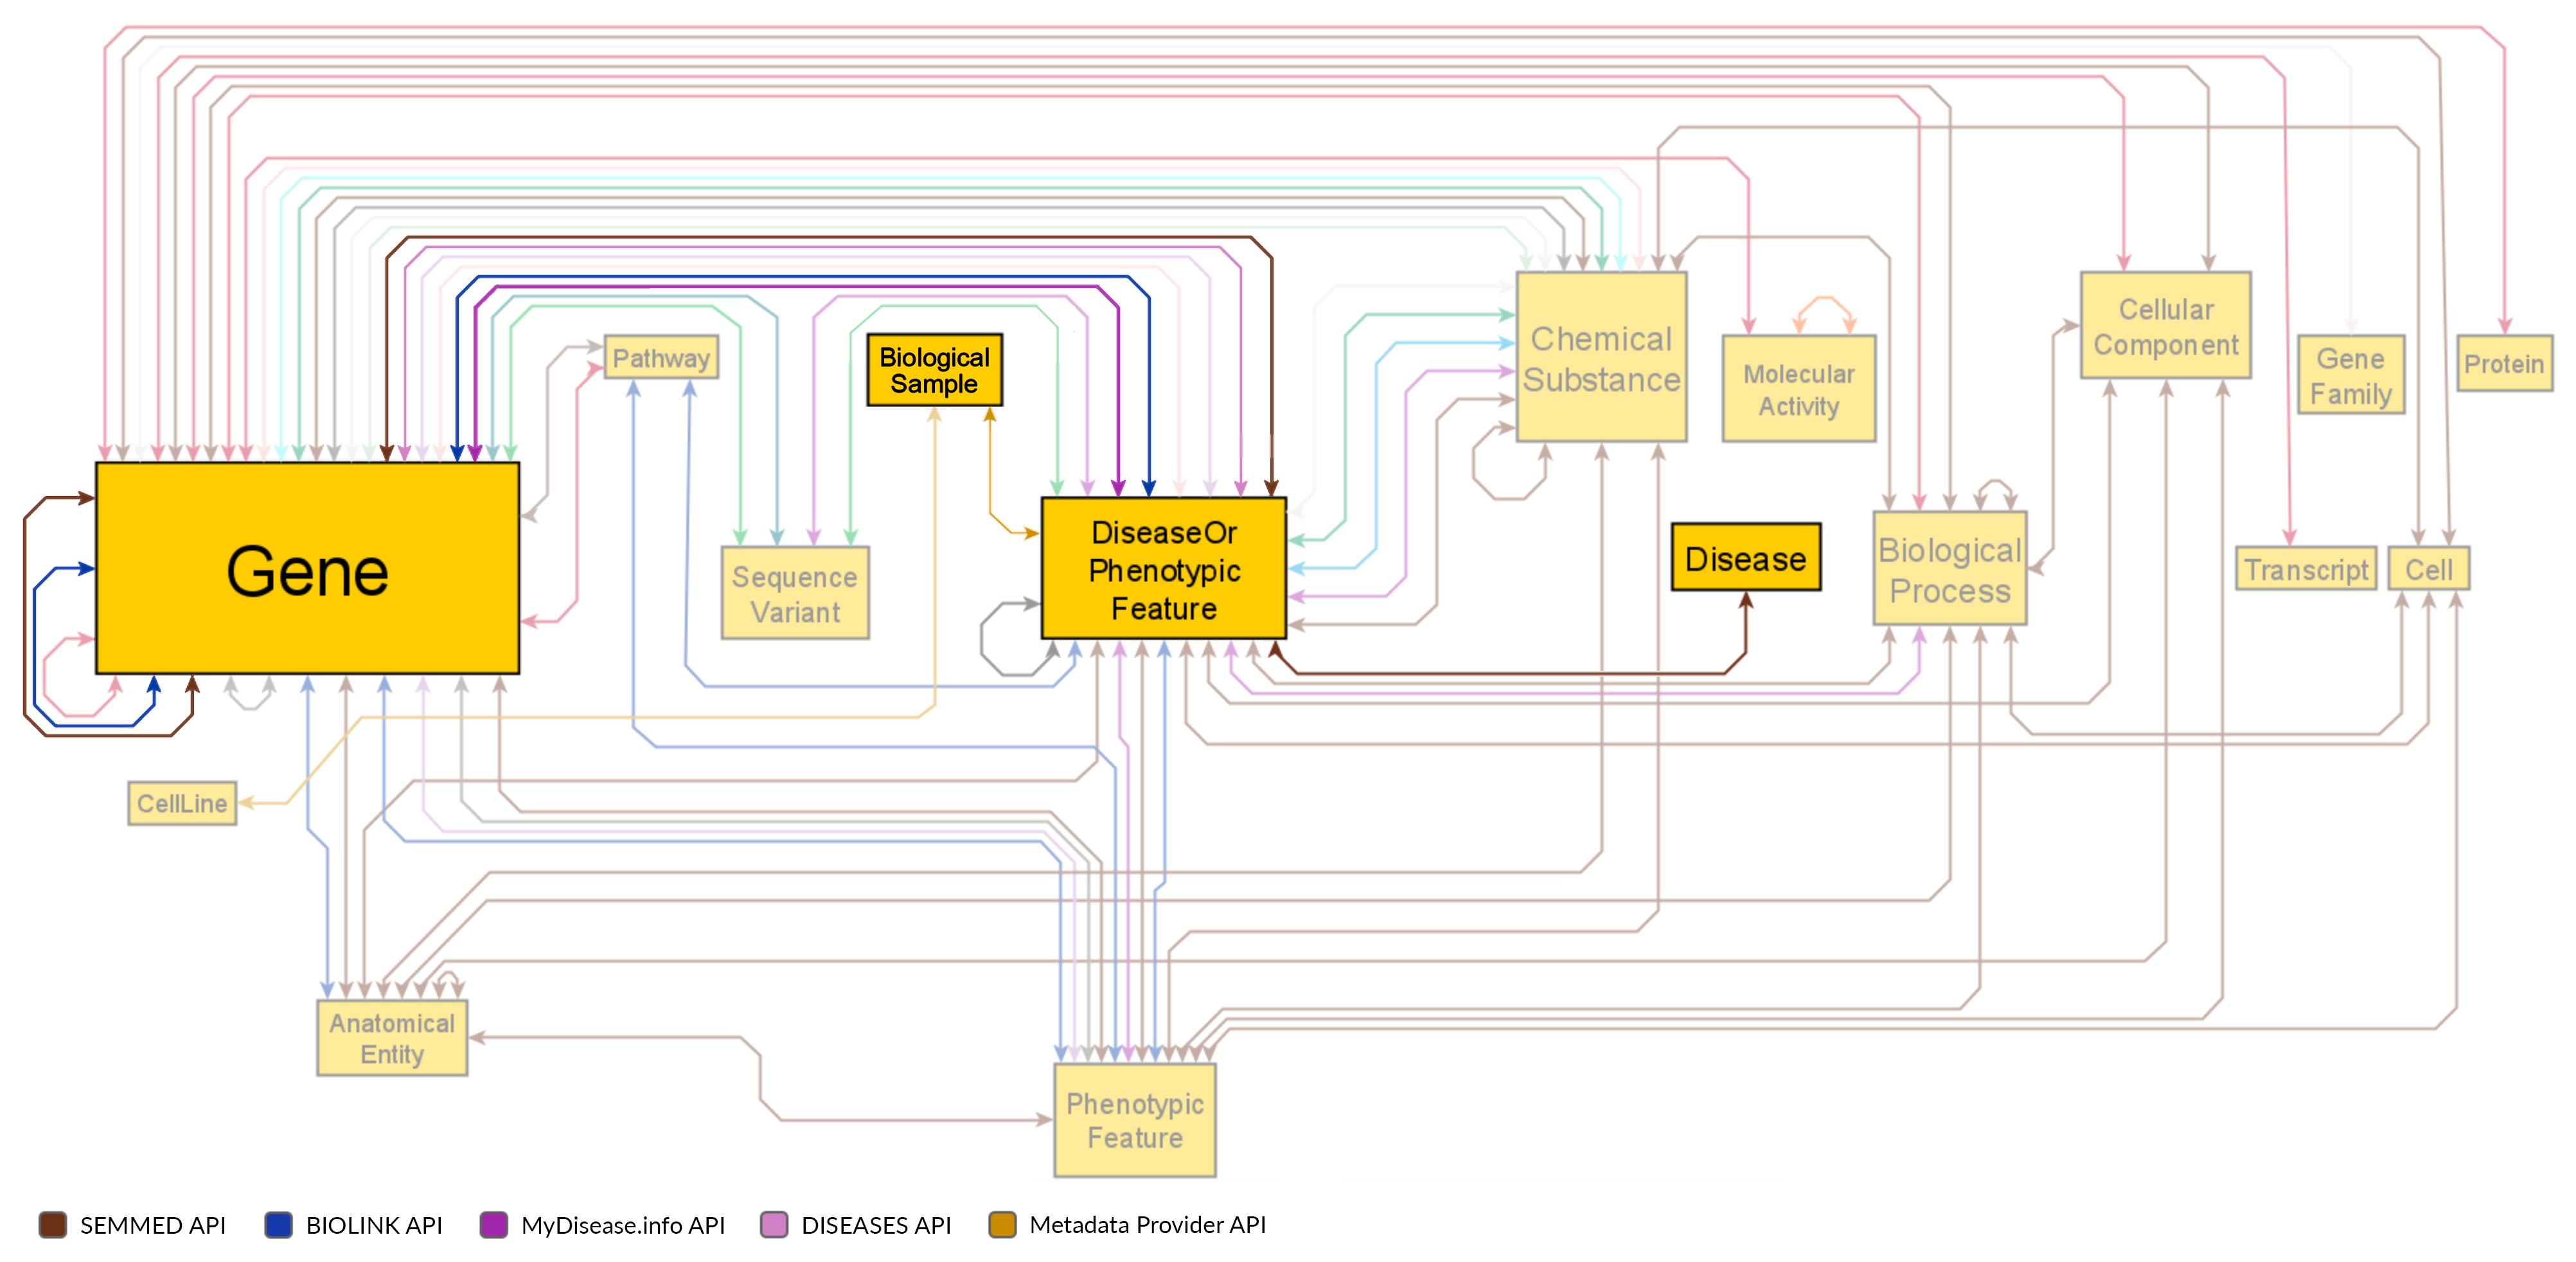 Pathway
Biological
Sample
Chemical
Substance
Molecular
Activity
Cellular
Component
Gene
Family
Protein
Gene
Sequence
Variant
DiseaseOr
Phenotypic
Feature
Disease
Biological
Process
Transcript
Cell
CellLine
Anatomical
Entity
Phenotypic
Feature
SEMMED API
BIOLINK API
MyDisease.info API
DISEASES API
Metadata Provider API